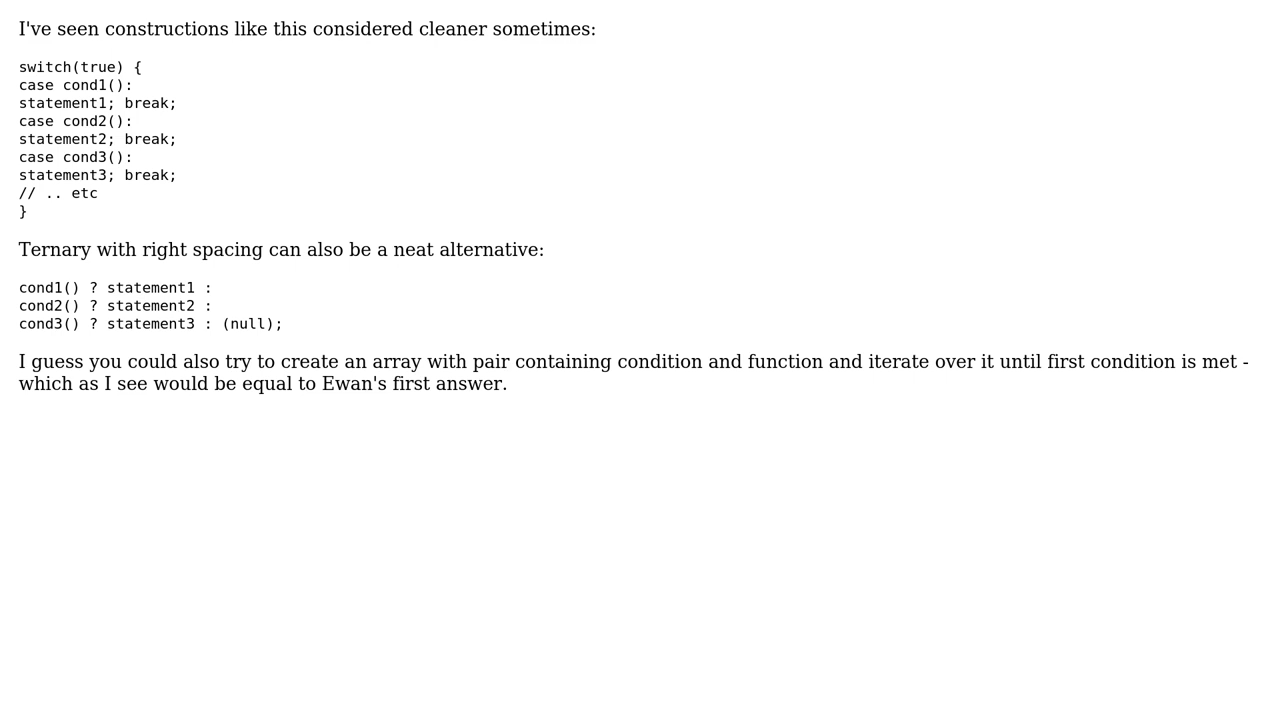 I've seen constructions like this considered cleaner sometimes:
switch(true) {
case cond1():
statement1; break;
case cond2():
statement2; break;
case cond3():
statement3; break;
// .. etc
}
Ternary with right spacing can also be a neat alternative:
cond1() ? statement1 :
cond2() ? statement2 :
cond3() ? statement3 : (null);
I guess you could also try to create an array with pair containing condition and function and iterate over it until first condition is met -
which as I see would be equal to Ewan's first answer.